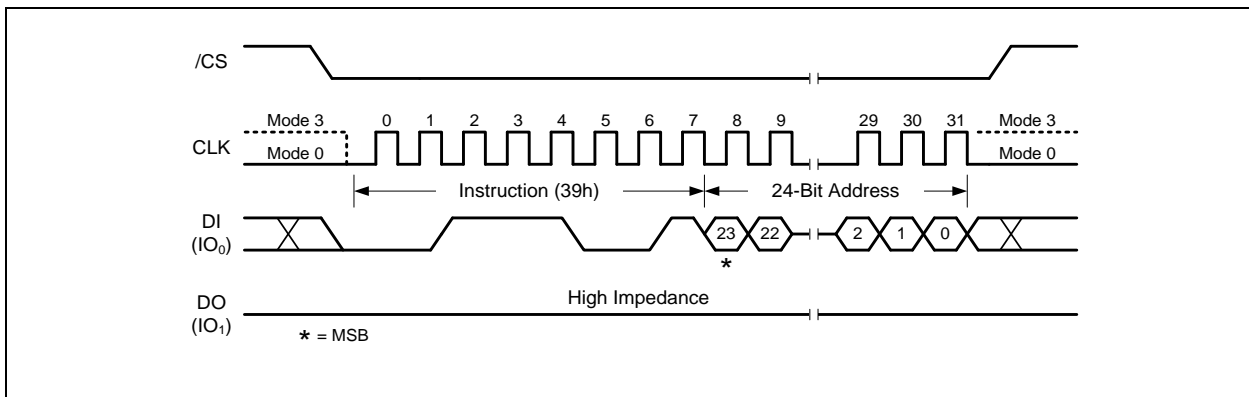 /CS
CLK
Mode 3
Mode 0
0 1 2 3 4 5 6 7 8 9 29 30 31
Mode 3
Mode 0
Instruction (39h)
24-Bit Address
DI
(IO₀)
23 22 2 1 0
*
DO
(IO₁)
High Impedance
* = MSB